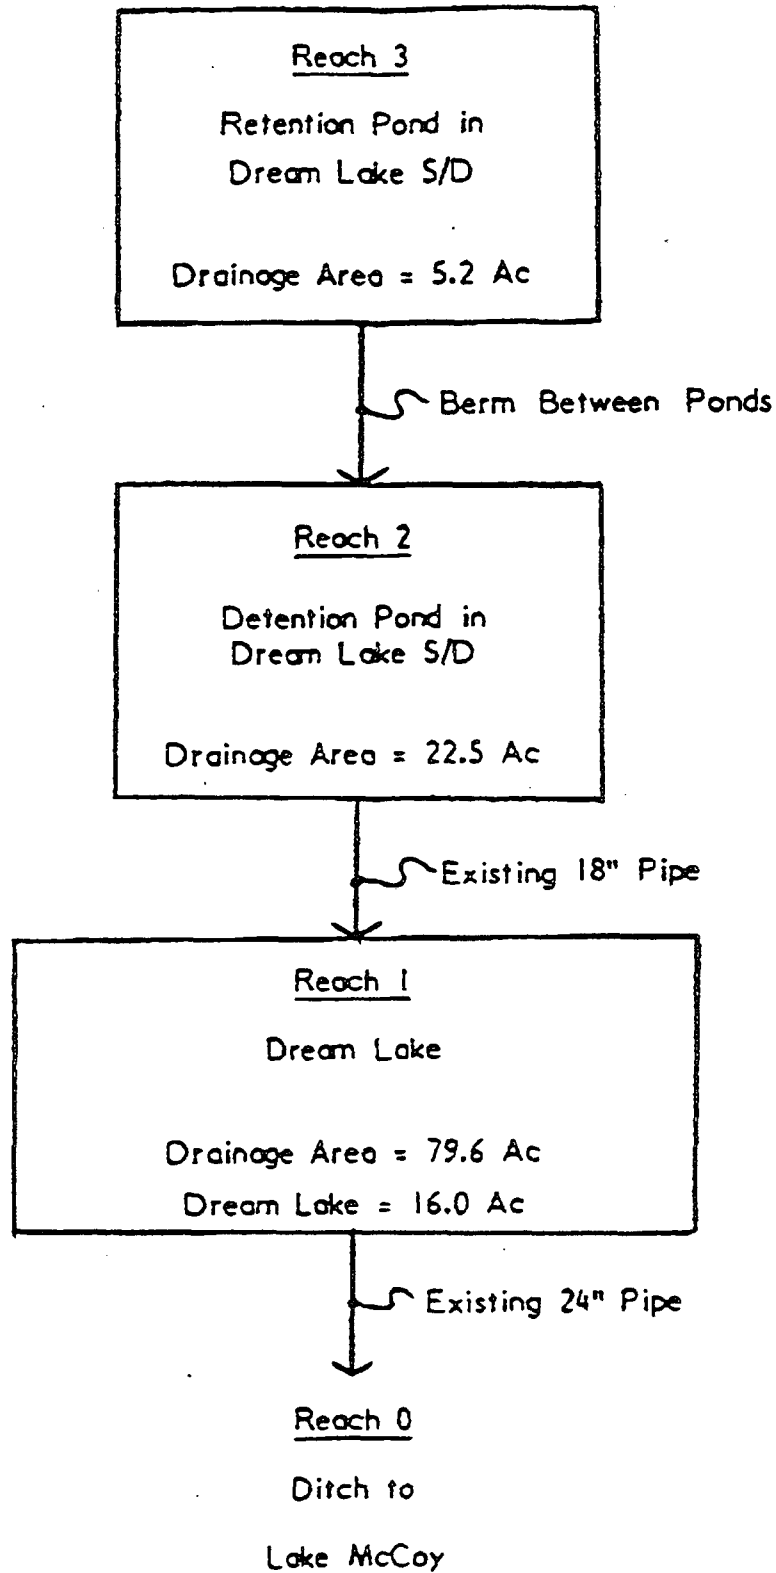 Reach 3
Retention Pond in
Dream Lake S/D
Drainage Area = 5.2 Ac
Berm Between Ponds
Reach 2
Detention Pond in
Dream Lake S/D
Drainage Area = 22.5 Ac
Existing 18" Pipe
Reach 1
Dream Lake
Drainage Area = 79.6 Ac
Dream Lake = 16.0 Ac
Existing 24" Pipe
Reach 0
Ditch to
Lake McCoy